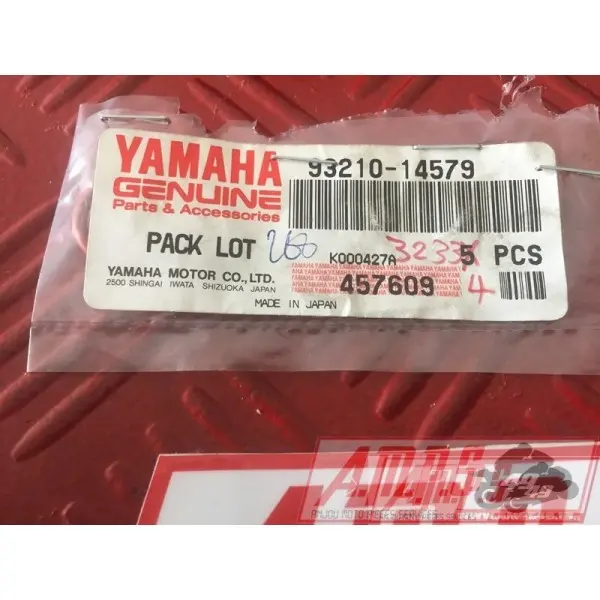 YAMAHA
GENUINE
Parts & Accessories
93210-14579
PACK LOT
K000427A
5 PCS
YAMAHA MOTOR CO., LTD.
2500 SHINGAI IWATA SHIZUOKA JAPAN
457609
4
MADE IN JAPAN